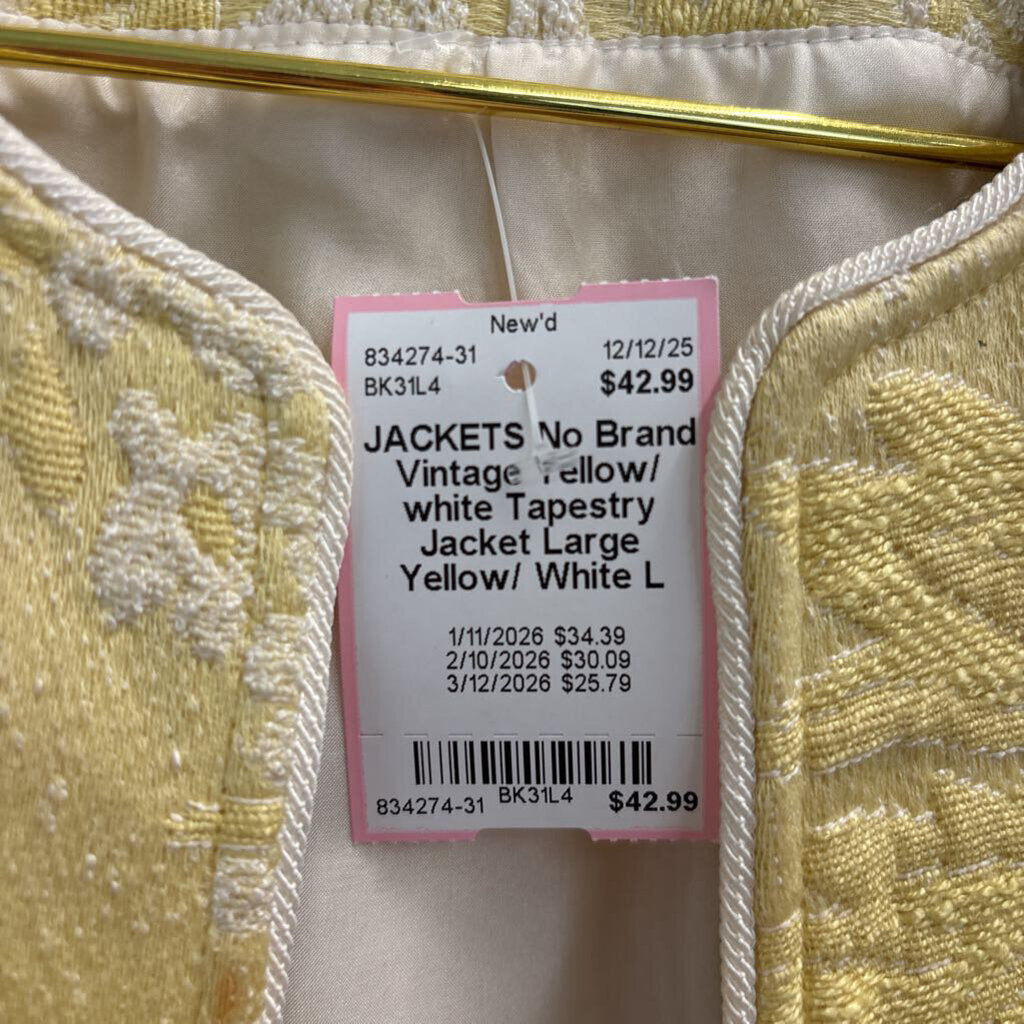 New'd
834274-31 12/12/25
BK31L4 $42.99
JACKETS No Brand
Vintage Yellow/
white Tapestry
Jacket Large
Yellow/ White L
1/11/2026 $34.39
2/10/2026 $30.09
3/12/2026 $25.79
834274-31 BK31L4 $42.99